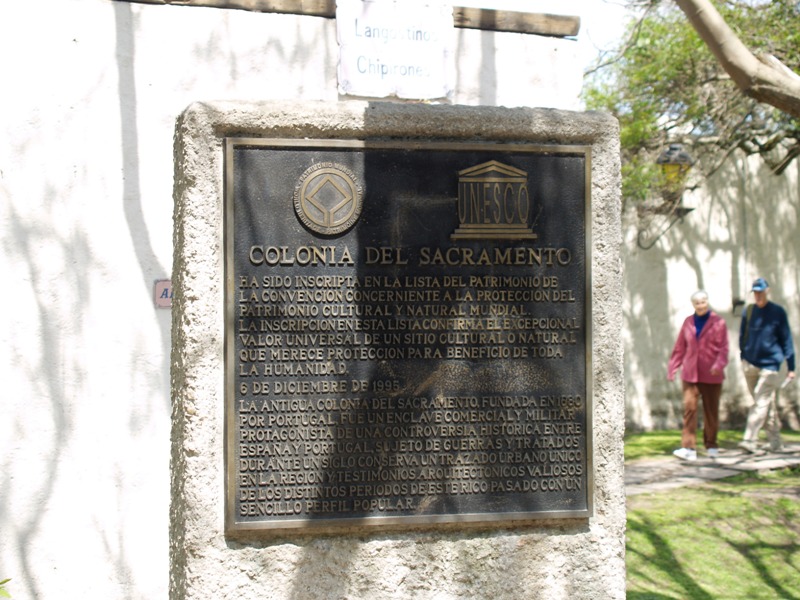 Langostinos
Chipirones
UNESCO
COLONIA DEL SACRAMENTO
HA SIDO INSCRIPTA EN LA LISTA DEL PATRIMONIO DE
LA CONVENCIÓN CONCERNIENTE A LA PROTECCIÓN DEL
PATRIMONIO CULTURAL Y NATURAL MUNDIAL.
LA INSCRIPCION EN ESTA LISTA CONFIRMA EL EXCEPCIONAL
VALOR UNIVERSAL DE UN SITIO CULTURAL O NATURAL
QUE MERECE PROTECCION PARA BENEFICIO DE TODA
LA HUMANIDAD.
6 DE DICIEMBRE DE 1995.
LA ANTIGUA COLONIA DEL SACRAMENTO, FUNDADA EN 1680
POR PORTUGAL, FUE UN ENCLAVE COMERCIAL Y MILITAR
PROTAGONISTA DE UNA CONTROVERSIA HISTORICA ENTRE
ESPAÑA Y PORTUGAL, SUJETO DE GUERRAS Y TRATADOS
DURANTE UN SIGLO CONSERVA UN TRAZADO URBANO UNICO
EN LA REGION Y TESTIMONIOS ARQUITECTONICOS VALIOSOS
DE LOS DISTINTOS PERIODOS DE ESTE RICO PASADO CON UN
SENCILLO PERFIL POPULAR.